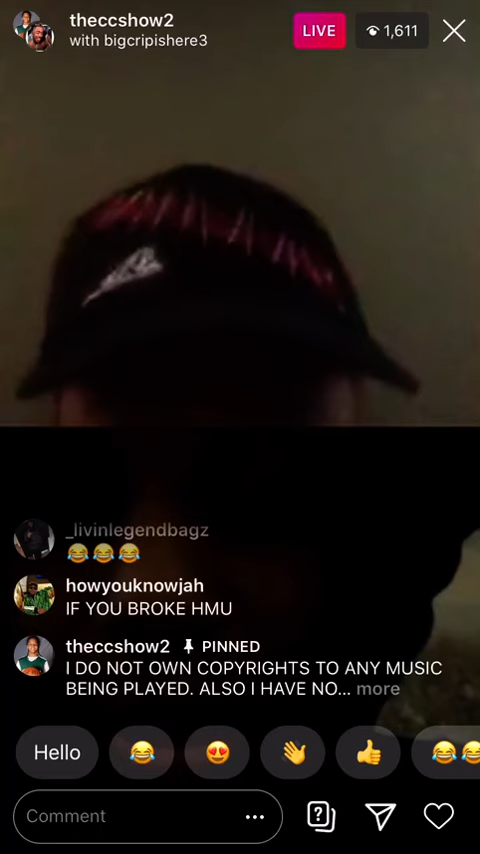 theccshow2
with bigcripishere3
LIVE
1,611
_livinlegendbagz
😂😂😂
howyouknowjah
IF YOU BROKE HMU
theccshow2 PINNED
I DO NOT OWN COPYRIGHTS TO ANY MUSIC
BEING PLAYED. ALSO I HAVE NO... more
Hello 😂 😍 👋 👍 😂😂
Comment ...